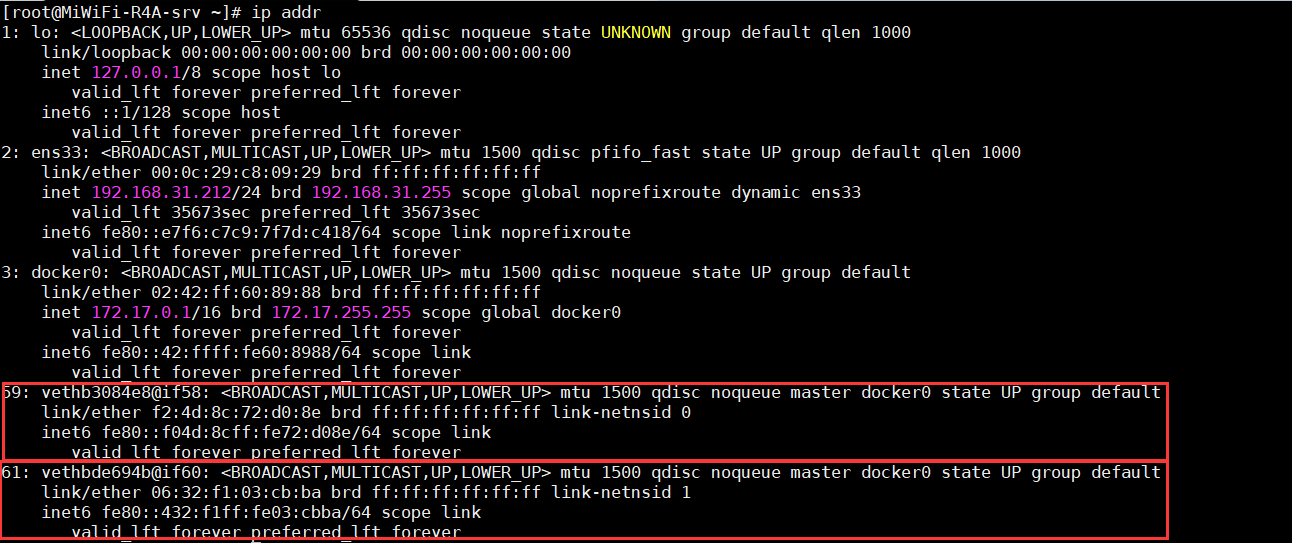 [root@MiWiFi-R4A-srv ~]# ip addr
1: lo: <LOOPBACK,UP,LOWER_UP> mtu 65536 qdisc noqueue state UNKNOWN group default qlen 1000
    link/loopback 00:00:00:00:00:00 brd 00:00:00:00:00:00
    inet 127.0.0.1/8 scope host lo
       valid_lft forever preferred_lft forever
    inet6 ::1/128 scope host
       valid_lft forever preferred_lft forever
2: ens33: <BROADCAST,MULTICAST,UP,LOWER_UP> mtu 1500 qdisc pfifo_fast state UP group default qlen 1000
    link/ether 00:0c:29:c8:09:29 brd ff:ff:ff:ff:ff:ff
    inet 192.168.31.212/24 brd 192.168.31.255 scope global noprefixroute dynamic ens33
       valid_lft 35673sec preferred_lft 35673sec
    inet6 fe80::e7f6:c7c9:7f7d:c418/64 scope link noprefixroute
       valid_lft forever preferred_lft forever
3: docker0: <BROADCAST,MULTICAST,UP,LOWER_UP> mtu 1500 qdisc noqueue state UP group default
    link/ether 02:42:ff:60:89:88 brd ff:ff:ff:ff:ff:ff
    inet 172.17.0.1/16 brd 172.17.255.255 scope global docker0
       valid_lft forever preferred_lft forever
    inet6 fe80::42:ffff:fe60:8988/64 scope link
       valid_lft forever preferred_lft forever
59: vethb3084e8@if58: <BROADCAST,MULTICAST,UP,LOWER_UP> mtu 1500 qdisc noqueue master docker0 state UP group default
    link/ether f2:4d:8c:72:d0:8e brd ff:ff:ff:ff:ff:ff link-netnsid 0
    inet6 fe80::f04d:8cff:fe72:d08e/64 scope link
       valid_lft forever preferred_lft forever
61: vethbde694b@if60: <BROADCAST,MULTICAST,UP,LOWER_UP> mtu 1500 qdisc noqueue master docker0 state UP group default
    link/ether 06:32:f1:03:cb:ba brd ff:ff:ff:ff:ff:ff link-netnsid 1
    inet6 fe80::432:f1ff:fe03:cbba/64 scope link
       valid_lft forever preferred_lft forever